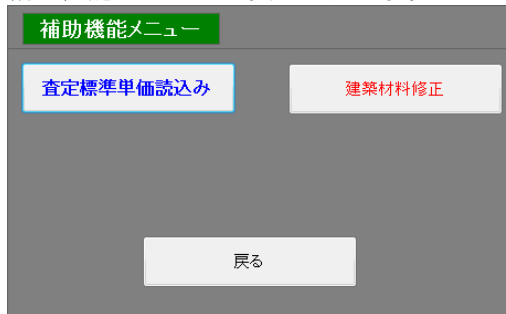 補助機能メニュー
査定標準単価読込み
建築材料修正
戻る